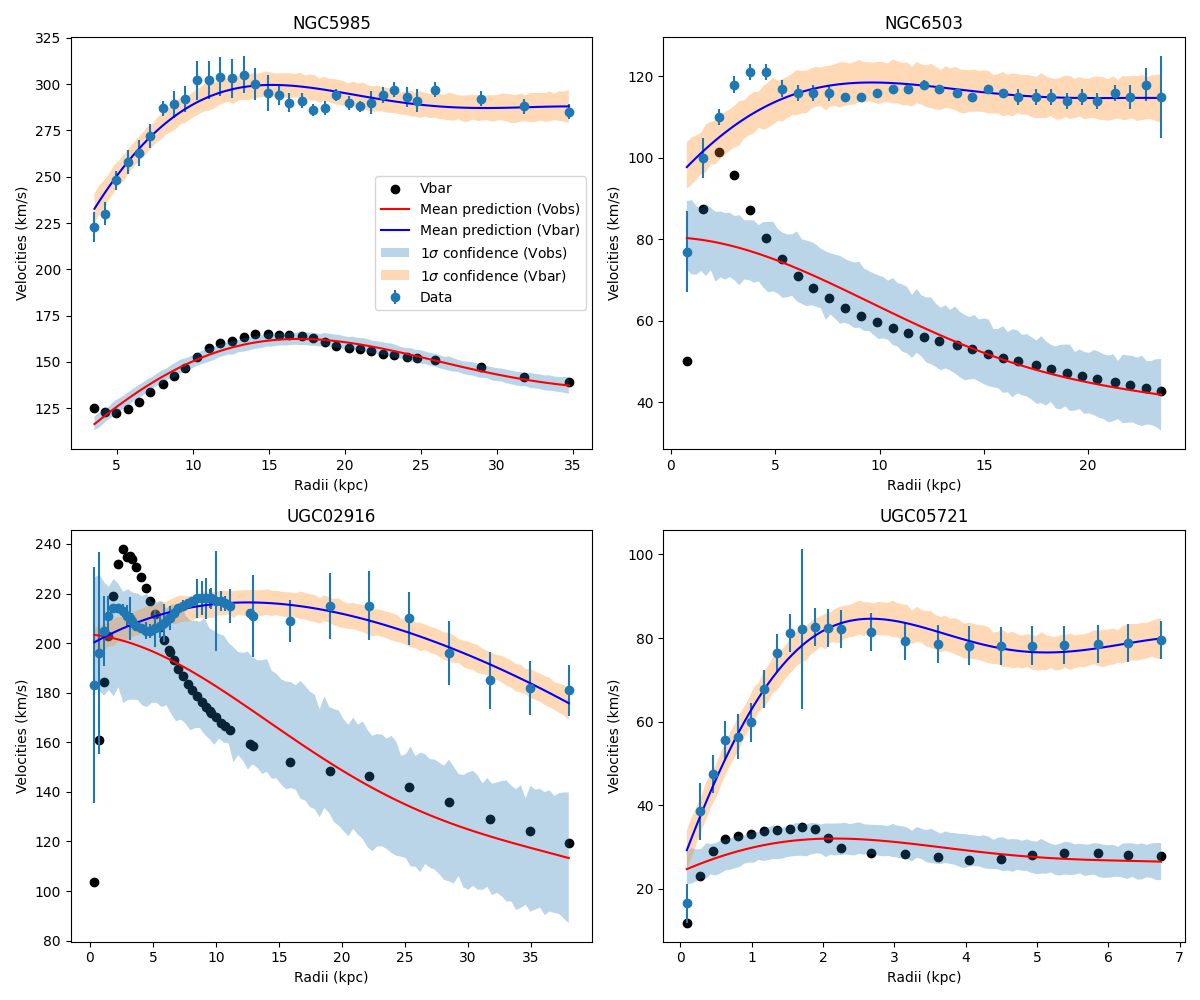 NGC5985
325
300
275
250
225
200
175
150
125
Velocities (km/s)
Vbar
Mean prediction (Vobs)
Mean prediction (Vbar)
1σ confidence (Vobs)
1σ confidence (Vbar)
Data
5 10 15 20 25 30 35
Radii (kpc)
NGC6503
120
100
80
60
40
Velocities (km/s)
0 5 10 15 20
Radii (kpc)
UGC02916
240
220
200
180
160
140
120
100
80
Velocities (km/s)
0 5 10 15 20 25 30 35
Radii (kpc)
UGC05721
100
80
60
40
20
Velocities (km/s)
0 1 2 3 4 5 6 7
Radii (kpc)